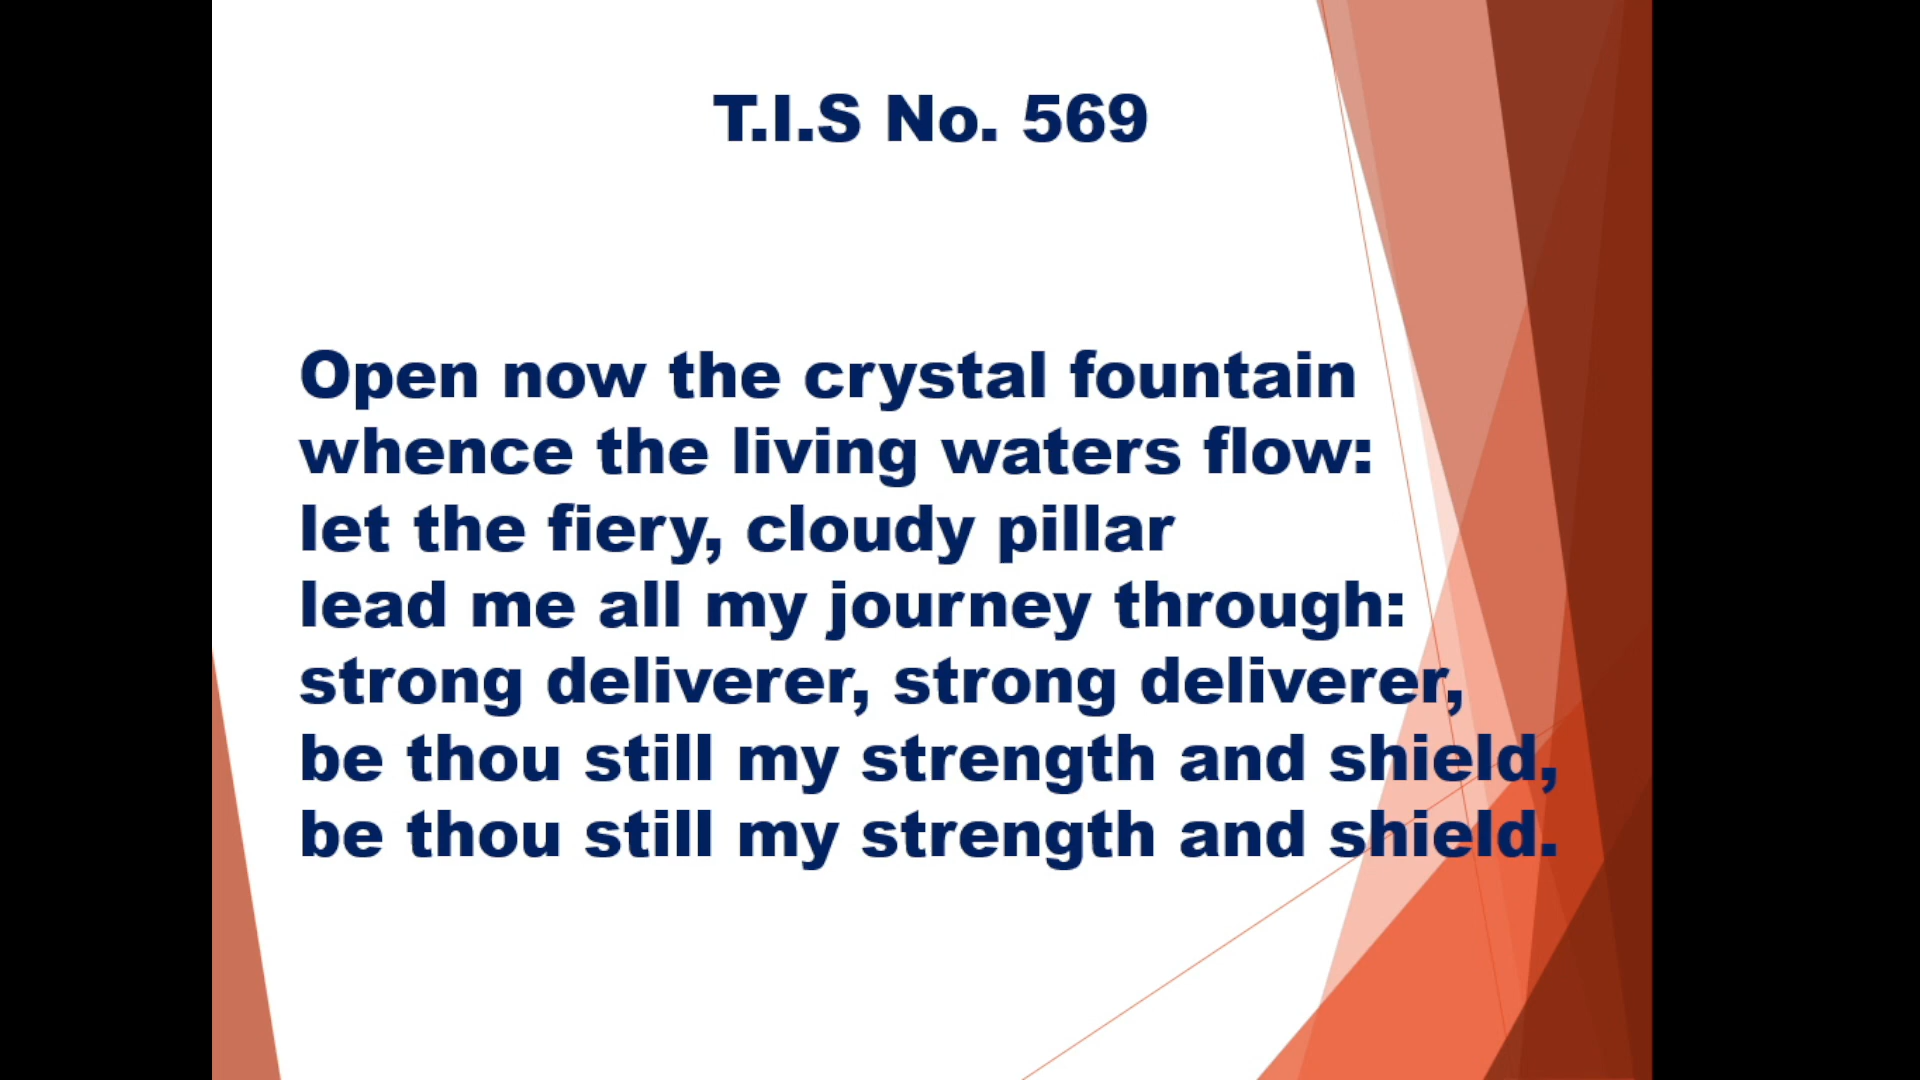 T.I.S No. 569
Open now the crystal fountain
whence the living waters flow:
let the fiery, cloudy pillar
lead me all my journey through:
strong deliverer, strong deliverer,
be thou still my strength and shield,
be thou still my strength and shield.